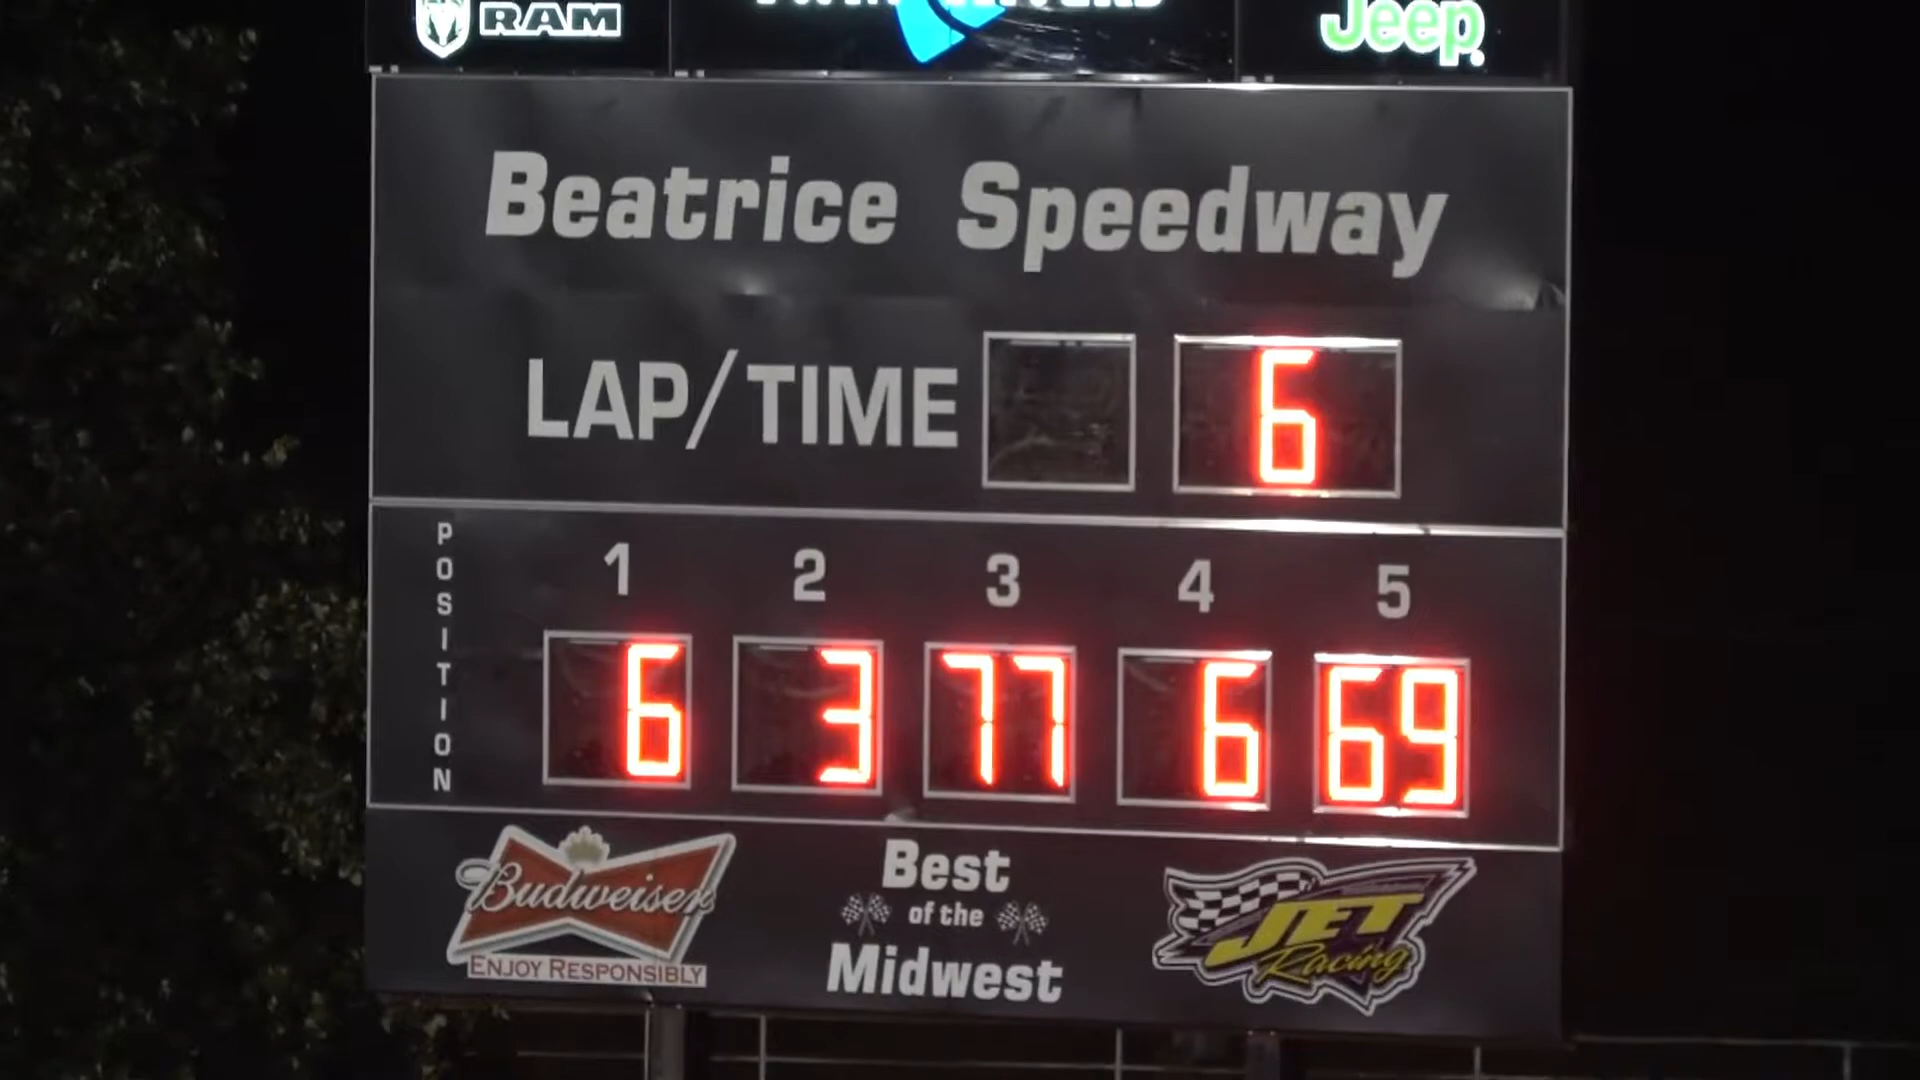 RAM
Jeep
Beatrice Speedway
LAP/TIME 6
POSITION
1 2 3 4 5
6 3 77 6 69
Budweiser
ENJOY RESPONSIBLY
Best
of the
Midwest
JET
Racing